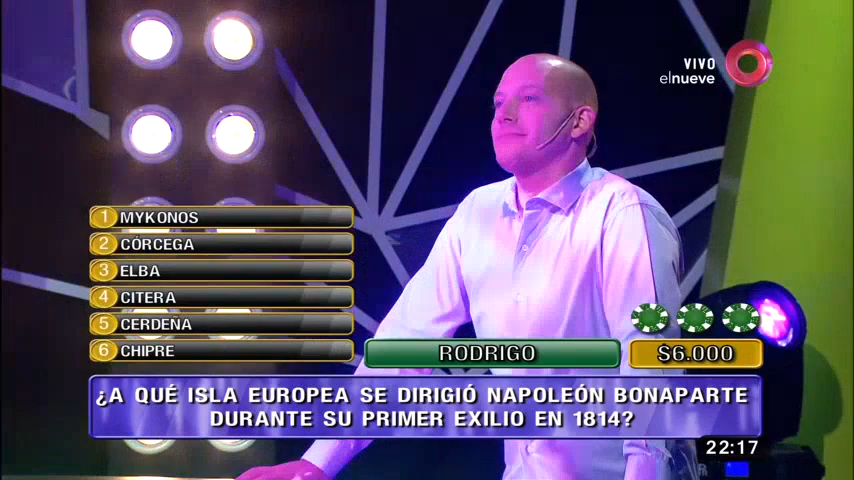 VIVO
elnueve
1 MYKONOS
2 CÓRCEGA
3 ELBA
4 CITERA
5 CERDEÑA
6 CHIPRE
RODRIGO
$6.000
¿A QUÉ ISLA EUROPEA SE DIRIGIÓ NAPOLEÓN BONAPARTE
DURANTE SU PRIMER EXILIO EN 1814?
22:17